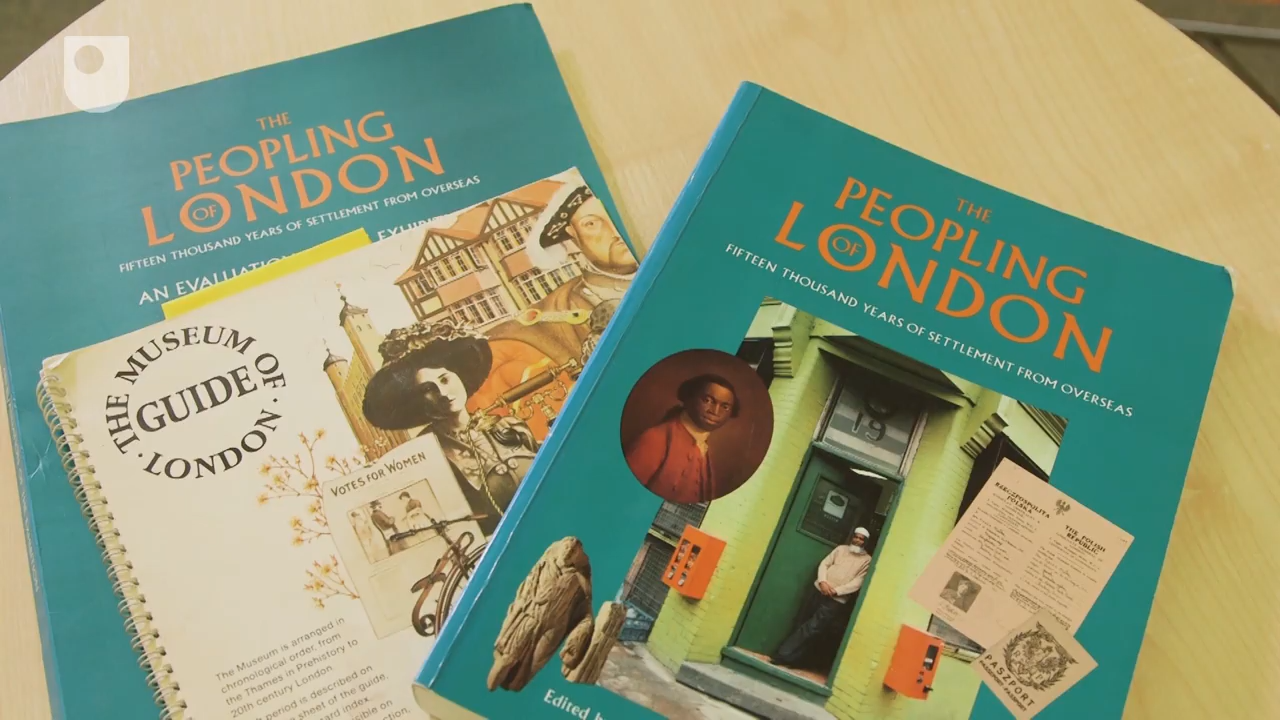 THE
PEOPLING
OF
LONDON
FIFTEEN THOUSAND YEARS OF SETTLEMENT FROM OVERSEAS
AN EVALUATION
THE MUSEUM OF
LONDON
GUIDE
VOTES FOR WOMEN
The Museum is arranged in
chronological order, from
the Thames in Prehistory to
20th century London.
period is described on
sheet of the guide,
index
on
THE
PEOPLING
OF
LONDON
FIFTEEN THOUSAND YEARS OF SETTLEMENT FROM OVERSEAS
19
RZECZPOSPOLITA
POLSKA
THE POLISH
REPUBLIC
PASZPORT
Edited